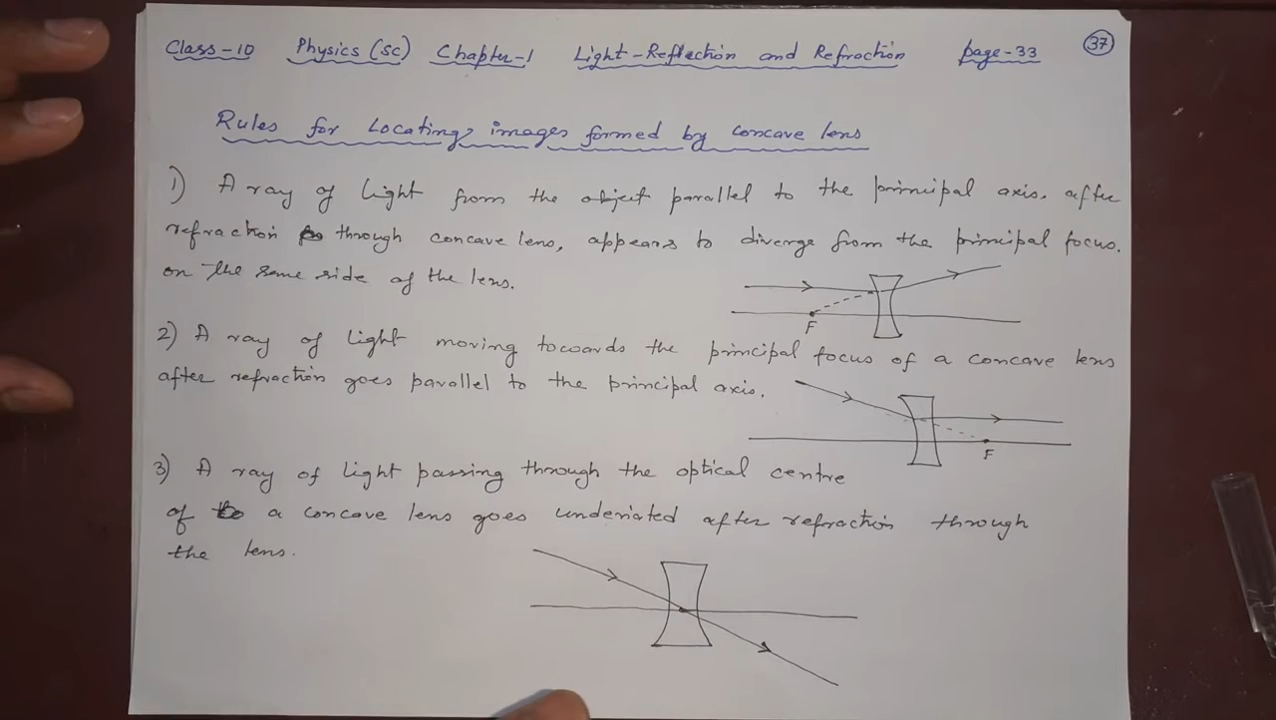 Class-10 Physics (SC) Chapter-1 Light-Reflection and Refraction page-33 37
Rules for Locating images formed by concave lens
1) A ray of light from the object parallel to the principal axis. after
refraction through concave lens, appears to diverge from the principal focus.
on the same side of the lens.
F
2) A ray of light moving towards the principal focus of a concave lens
after refraction goes parallel to the principal axis.
F
3) A ray of light passing through the optical centre
of a concave lens goes undeviated after refraction through
the lens.